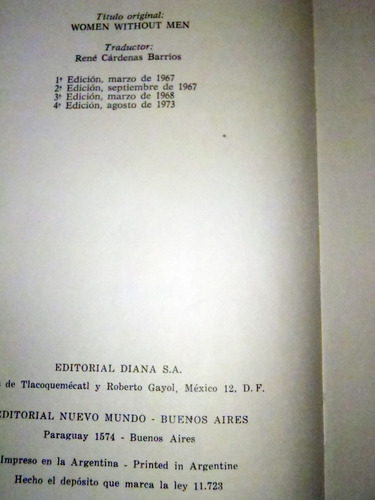 Título original:
WOMEN WITHOUT MEN
Traductor:
René Cárdenas Barrios
1ª Edición, marzo de 1967
2ª Edición, septiembre de 1967
3ª Edición, marzo de 1968
4ª Edición, agosto de 1973
EDITORIAL DIANA S.A.
de Tlacoquemécatl y Roberto Gayol, México 12, D. F.
EDITORIAL NUEVO MUNDO - BUENOS AIRES
Paraguay 1574 - Buenos Aires
Impreso en la Argentina - Printed in Argentine
Hecho el depósito que marca la ley 11.723